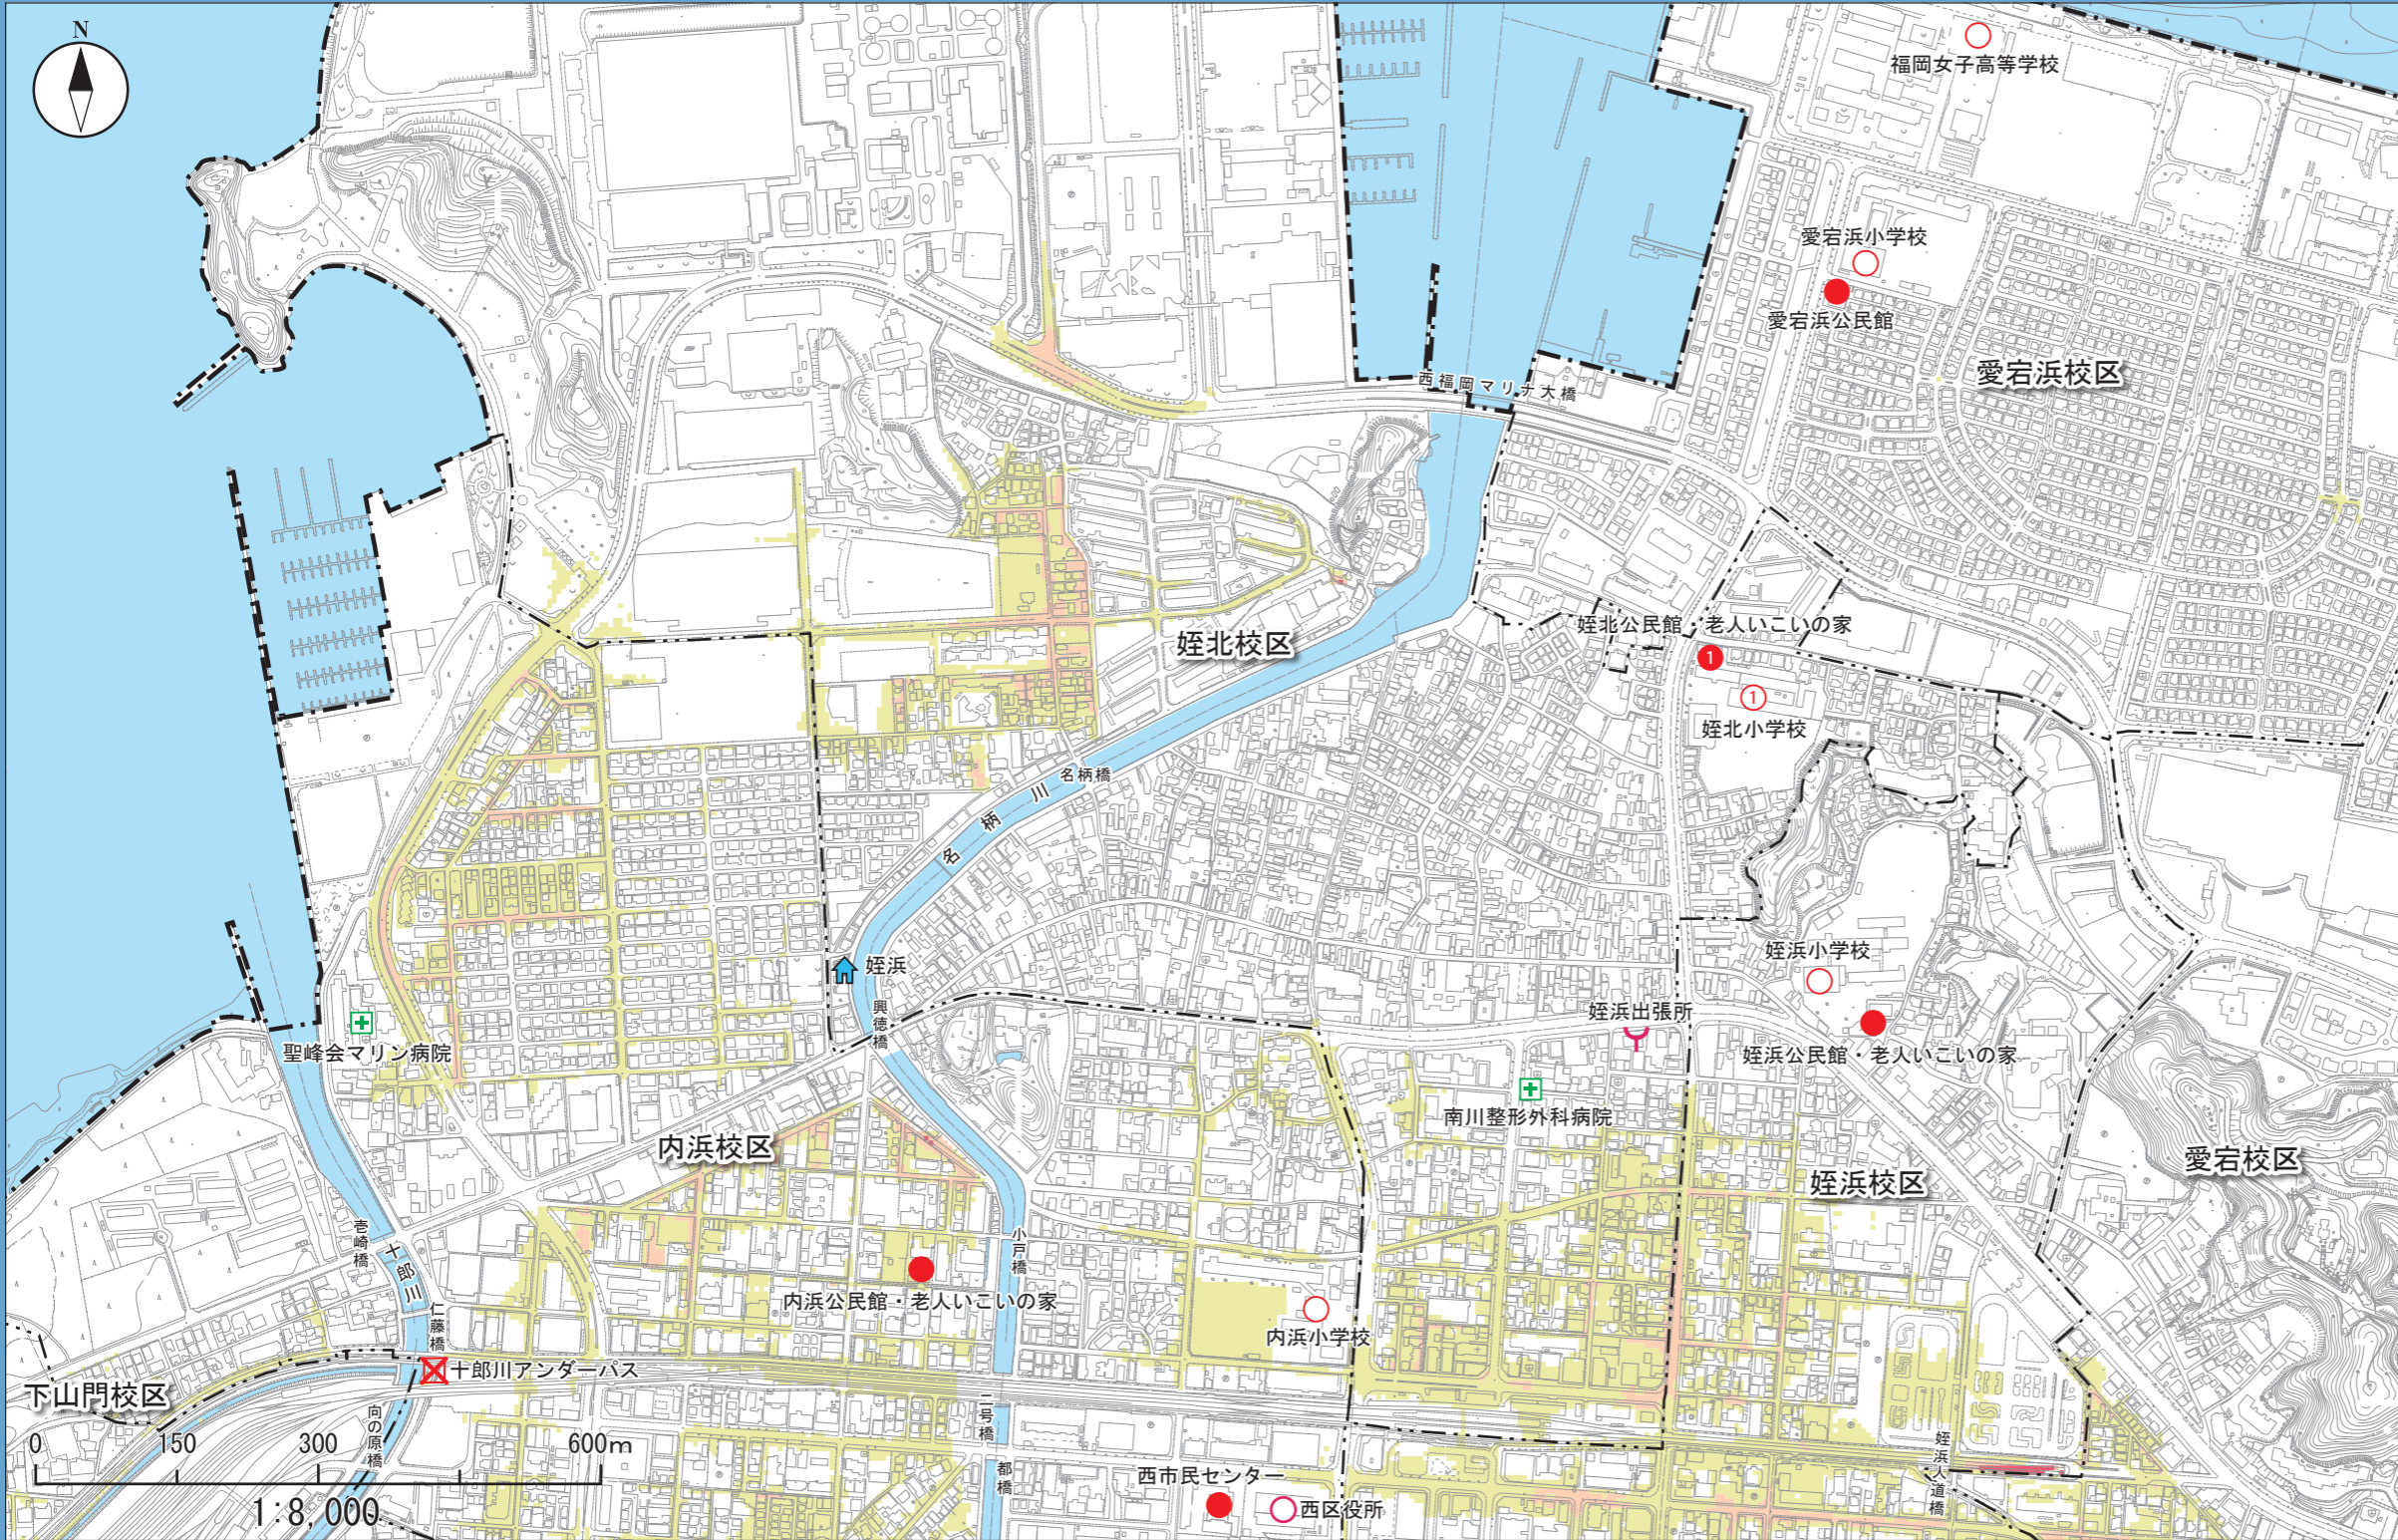 N
福岡女子高等学校
愛宕浜小学校
愛宕浜公民館
愛宕浜校区
西福岡マリナ大橋
姪北校区
姪北公民館・老人いこいの家
1
1
姪北小学校
名柄橋
名柄川
姪浜
興徳橋
姪浜小学校
姪浜出張所
姪浜公民館・老人いこいの家
聖峰会マリン病院
南川整形外科病院
内浜校区
愛宕校区
姪浜校区
壱崎橋
十郎川
小戸橋
内浜公民館・老人いこいの家
仁藤橋
内浜小学校
十郎川アンダーパス
下山門校区
向の原橋
二号橋
都橋
姪浜人道橋
西市民センター
西区役所
0 150 300 600m
1:8,000